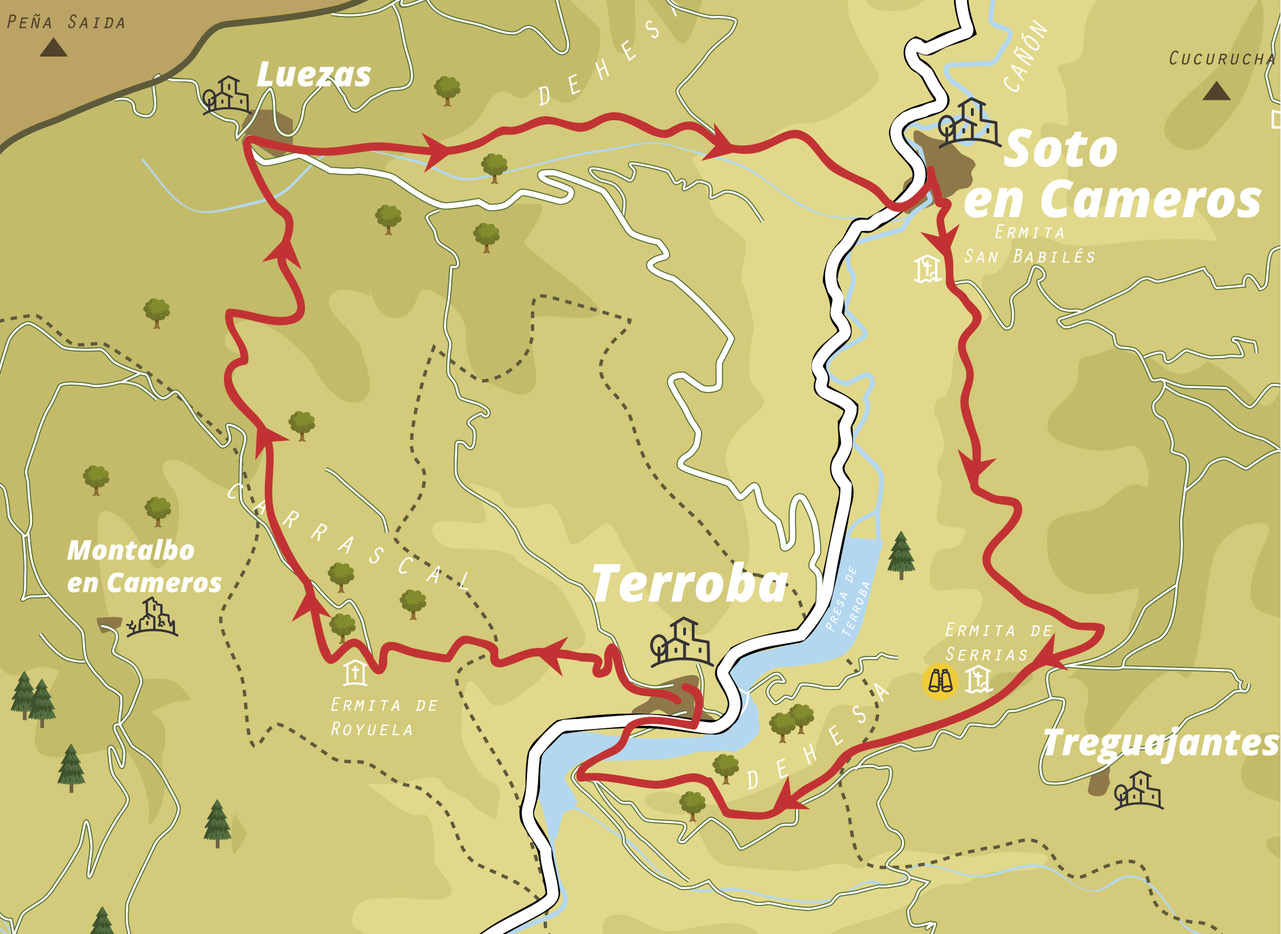 PEÑA SAIDA
Luezas
DEHES
CAÑÓN
CUCURUCHA
Soto
en Cameros
ERMITA
SAN BABILÉS
CARRASCAL
Montalbo
en Cameros
Terroba
PRESA DE
TERROBA
ERMITA DE
SERRIAS
ERMITA DE
ROYUELA
DEHESA
Treguajantes